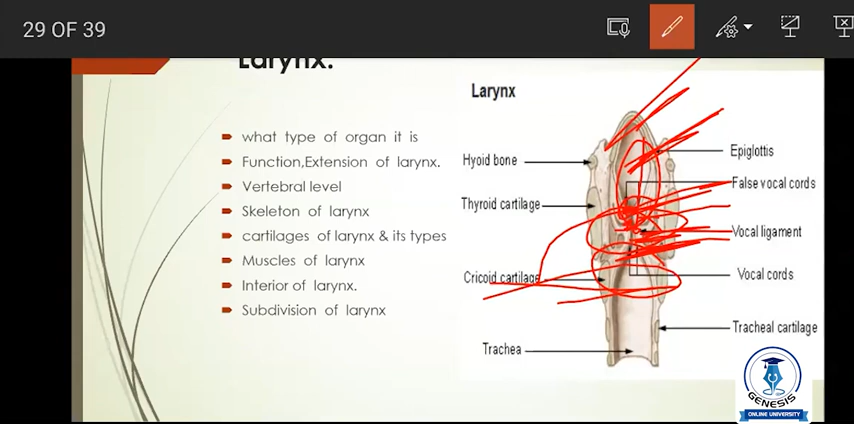 29 OF 39
Larynx.
what type of organ it is
Function,Extension of larynx.
Vertebral level
Skeleton of larynx
cartilages of larynx & its types
Muscles of larynx
Interior of larynx.
Subdivision of larynx
Larynx
Hyoid bone
Epiglottis
False vocal cords
Thyroid cartilage
Vocal ligament
Cricoid cartilage
Vocal cords
Tracheal cartilage
Trachea
GENESIS
ONLINE UNIVERSITY